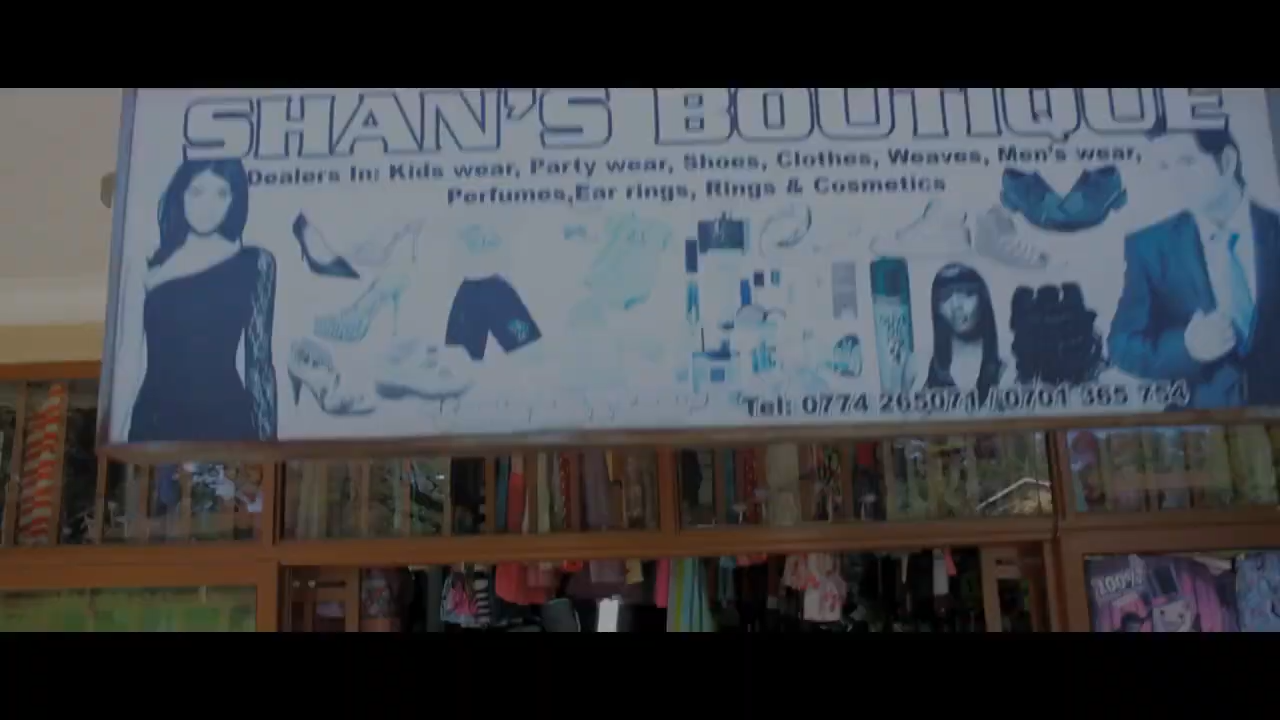 SHAN'S BOUTIQUE
Dealers In: Kids wear, Party wear, Shoes, Clothes, Weaves, Men's wear,
Perfumes,Ear rings, Rings & Cosmetics
Tel: 0774 265071 / 0701 365 754
100%